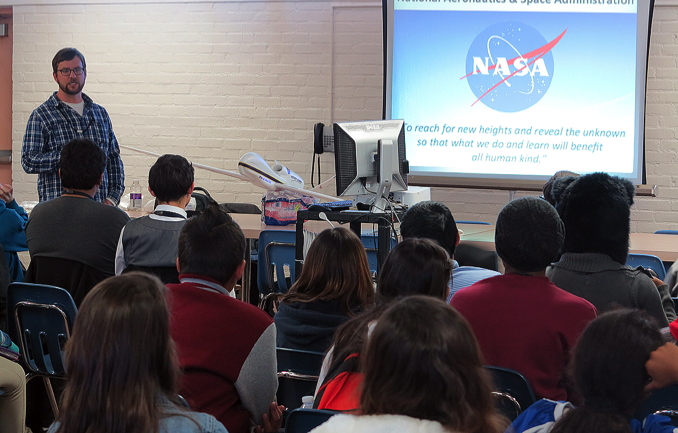 National Aeronautics & Space Administration
NASA
"To reach for new heights and reveal the unknown
so that what we do and learn will benefit
all human kind."
DELL